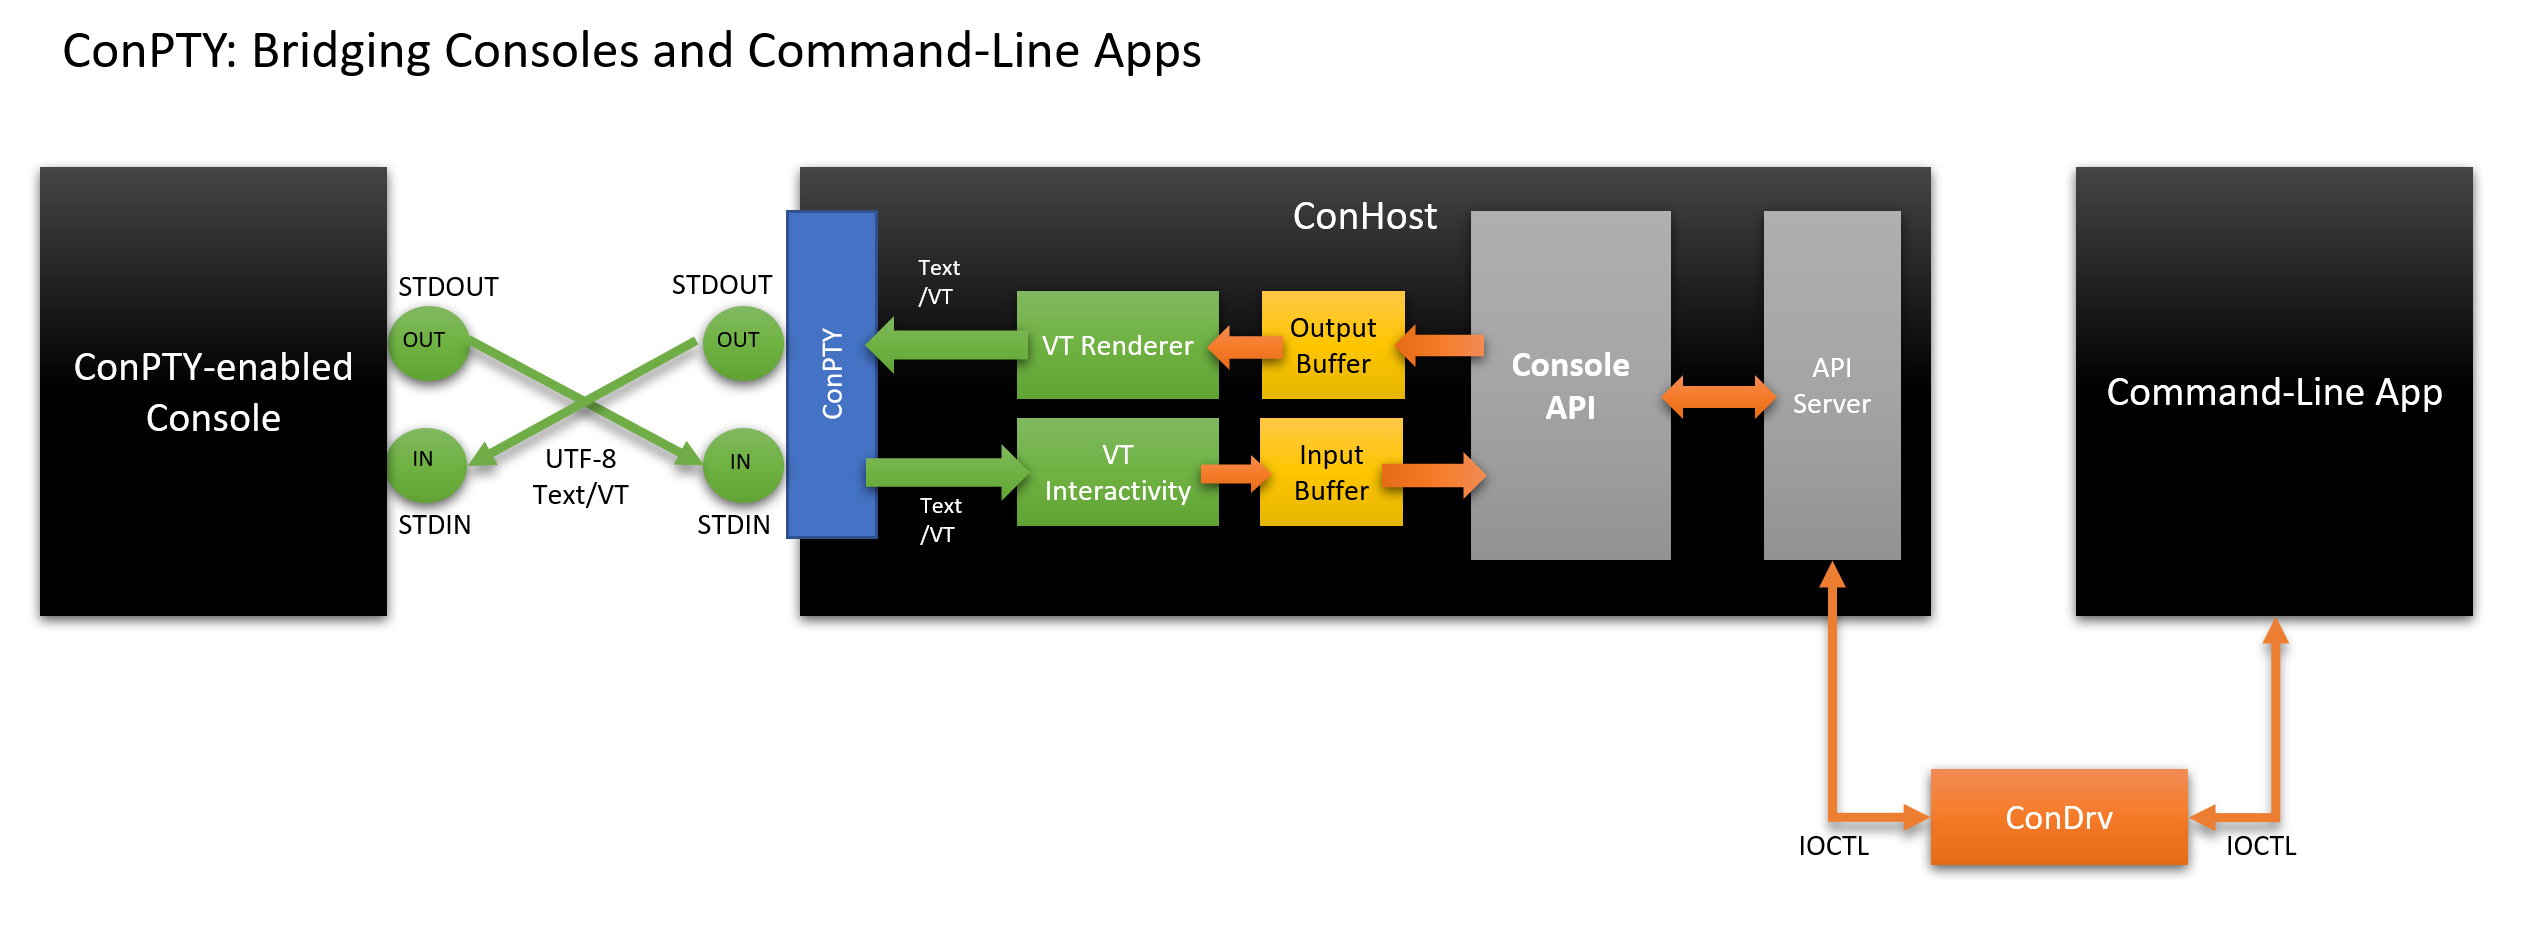 ConPTY: Bridging Consoles and Command-Line Apps
ConPTY-enabled
Console
STDOUT
OUT
IN
STDIN
UTF-8
Text/VT
STDOUT
OUT
IN
STDIN
ConPTY
ConHost
Text
/VT
VT Renderer
Output
Buffer
Text
/VT
VT
Interactivity
Input
Buffer
Console
API
API
Server
Command-Line App
IOCTL
ConDrv
IOCTL